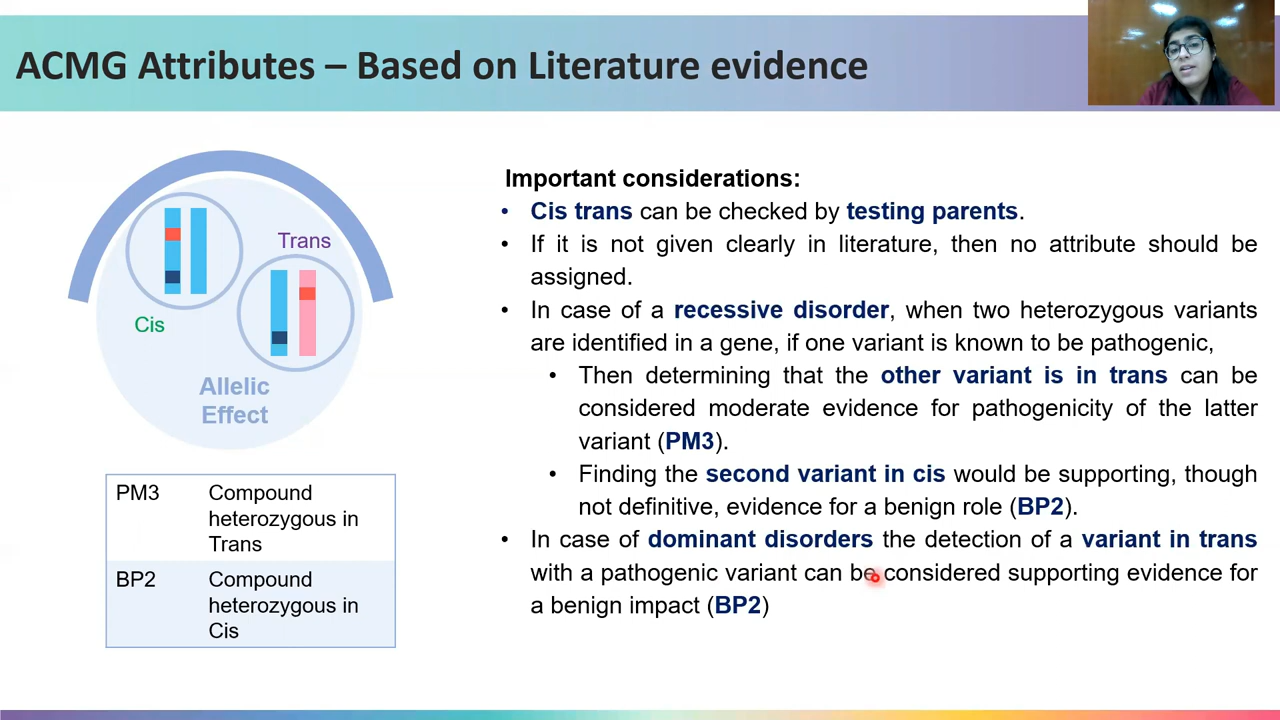 ACMG Attributes – Based on Literature evidence
Trans
Cis
Allelic
Effect
PM3 Compound
heterozygous in
Trans
BP2 Compound
heterozygous in
Cis
Important considerations:
• Cis trans can be checked by testing parents.
• If it is not given clearly in literature, then no attribute should be
assigned.
• In case of a recessive disorder, when two heterozygous variants
are identified in a gene, if one variant is known to be pathogenic,
• Then determining that the other variant is in trans can be
considered moderate evidence for pathogenicity of the latter
variant (PM3).
• Finding the second variant in cis would be supporting, though
not definitive, evidence for a benign role (BP2).
• In case of dominant disorders the detection of a variant in trans
with a pathogenic variant can be considered supporting evidence for
a benign impact (BP2)